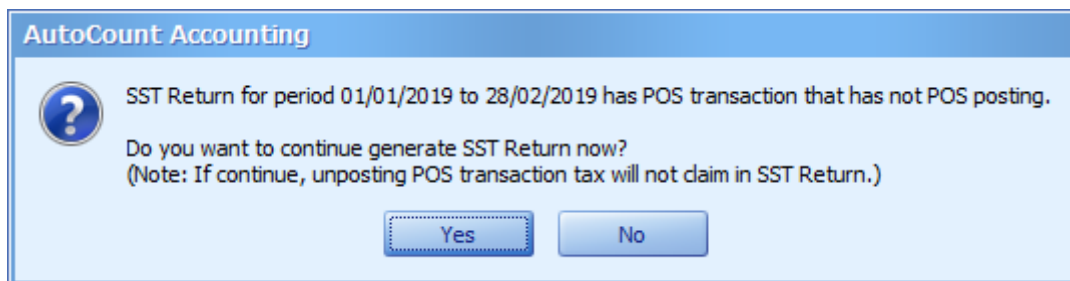 AutoCount Accounting
SST Return for period 01/01/2019 to 28/02/2019 has POS transaction that has not POS posting.
Do you want to continue generate SST Return now?
(Note: If continue, unposting POS transaction tax will not claim in SST Return.)
Yes
No